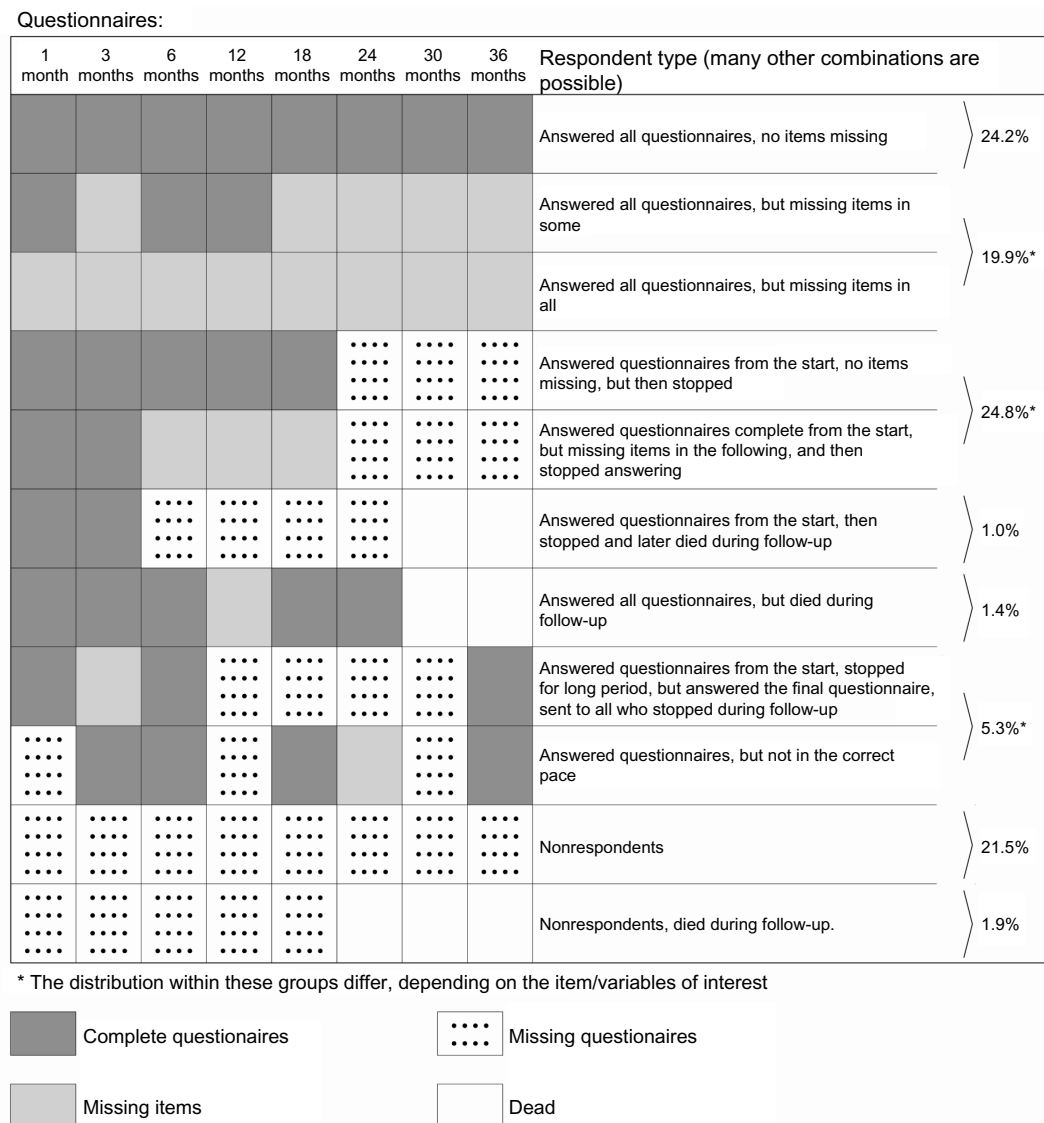 Questionnaires:
1 3 6 12 18 24 30 36
month months months months months months months months
Respondent type (many other combinations are
possible)
Answered all questionnaires, no items missing
24.2%
Answered all questionnaires, but missing items in
some
19.9%*
Answered all questionnaires, but missing items in
all
Answered questionnaires from the start, no items
missing, but then stopped
24.8%*
Answered questionnaires complete from the start,
but missing items in the following, and then
stopped answering
Answered questionnaires from the start, then
stopped and later died during follow-up
1.0%
Answered all questionnaires, but died during
follow-up
1.4%
Answered questionnaires from the start, stopped
for long period, but answered the final questionnaire,
sent to all who stopped during follow-up
5.3%*
Answered questionnaires, but not in the correct
pace
Nonrespondents
21.5%
Nonrespondents, died during follow-up.
1.9%
* The distribution within these groups differ, depending on the item/variables of interest
Complete questionaires
Missing questionaires
Missing items
Dead